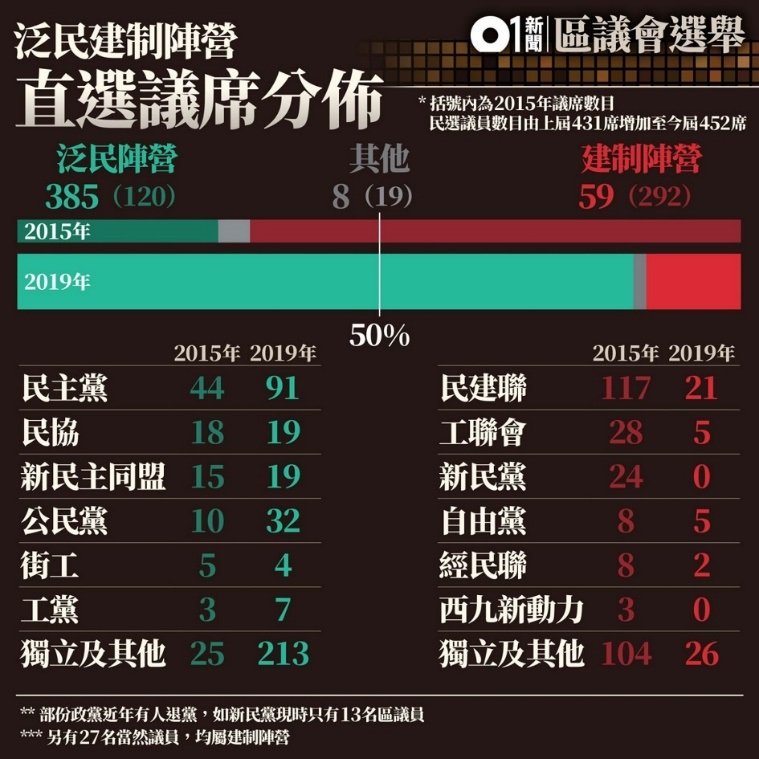 泛民建制陣營
直選議席分佈
01新聞 區議會選舉
* 括號內為2015年議席數目
民選議員數目由上屆431席增加至今屆452席
泛民陣營 其他 建制陣營
385(120) 8(19) 59(292)
2015年
2019年
50%
2015年 2019年
民主黨 44 91
民協 18 19
新民主同盟 15 19
公民黨 10 32
街工 5 4
工黨 3 7
獨立及其他 25 213
2015年 2019年
民建聯 117 21
工聯會 28 5
新民黨 24 0
自由黨 8 5
經民聯 8 2
西九新動力 3 0
獨立及其他 104 26
** 部份政黨近年有人退黨，如新民黨現時只有13名區議員
*** 另有27名當然議員，均屬建制陣營